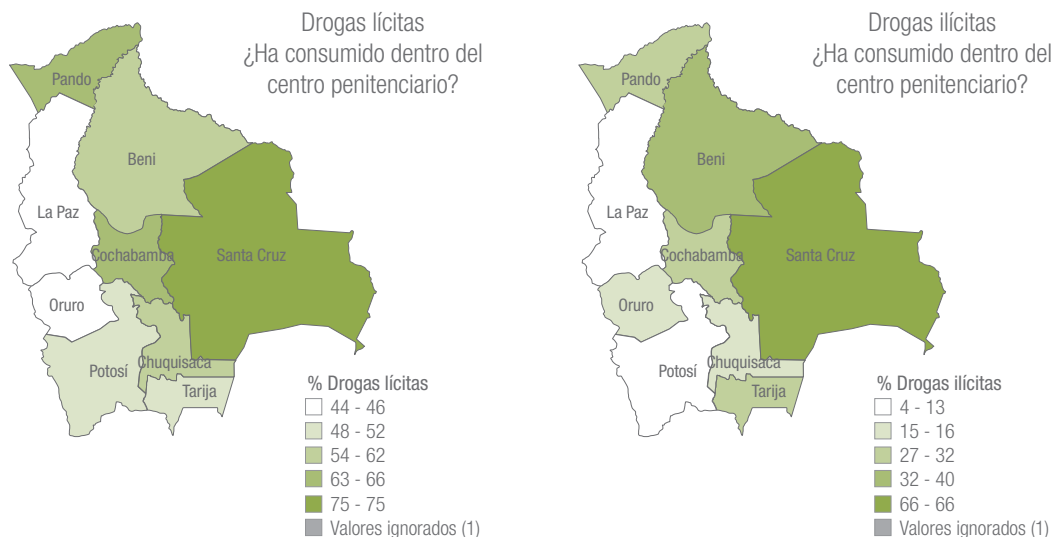 Drogas lícitas
¿Ha consumido dentro del
centro penitenciario?
Pando
Beni
La Paz
Cochabamba
Santa Cruz
Oruro
Potosí
Chuquisaca
Tarija
% Drogas lícitas
44 - 46
48 - 52
54 - 62
63 - 66
75 - 75
Valores ignorados (1)
Drogas ilícitas
¿Ha consumido dentro del
centro penitenciario?
Pando
Beni
La Paz
Cochabamba
Santa Cruz
Oruro
Potosí
Chuquisaca
Tarija
% Drogas ilícitas
4 - 13
15 - 16
27 - 32
32 - 40
66 - 66
Valores ignorados (1)